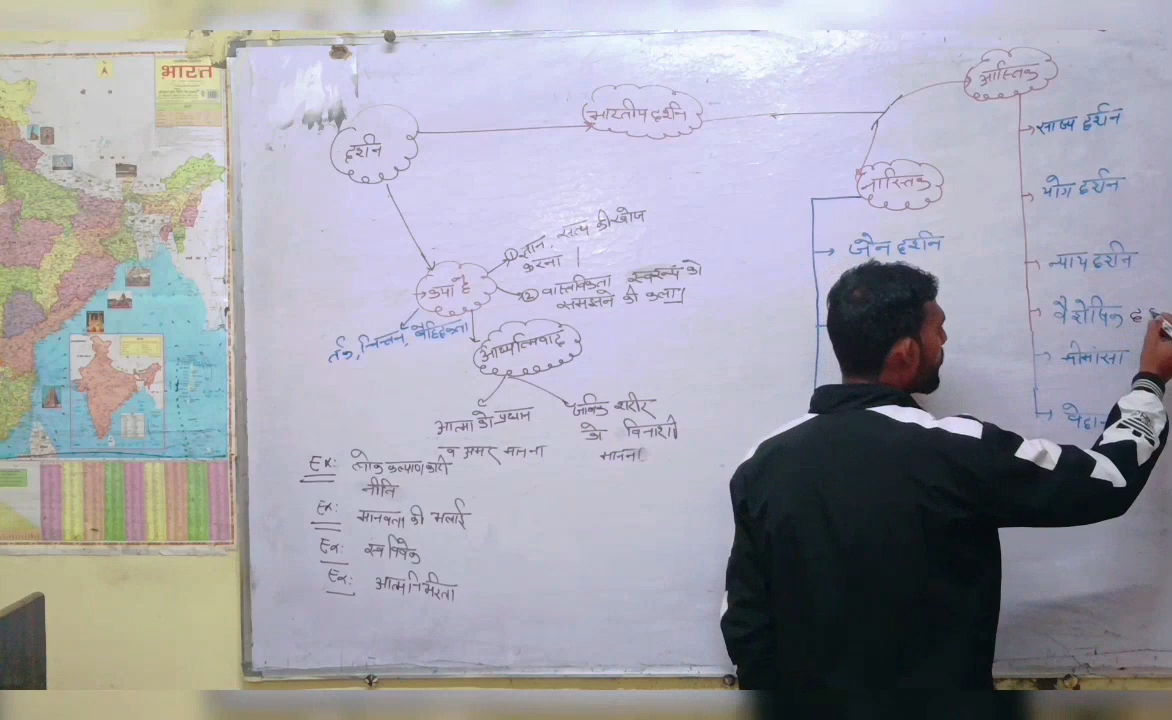 भारत
दर्शन
भारतीय दर्शन
आस्तिक
सांख्य दर्शन
योग दर्शन
न्याय दर्शन
वैशेषिक द
मीमांसा
वेदा
नास्तिक
जैन दर्शन
क्या है
① ज्ञान, सत्य की खोज
करना ।
② वास्तविकता स्वरूप को
समझने की कला।
तर्क, चिन्तन, बौद्धिकता
आध्यात्मवाद
आत्मा को प्रधान
व अमर मानना
शरीर
को विनाशी
मानना
Ex: लोक कल्याणकारी
नीति
Ex: मानवता की भलाई
Ex: स्व विवेक
Ex: आत्मनिर्भरता